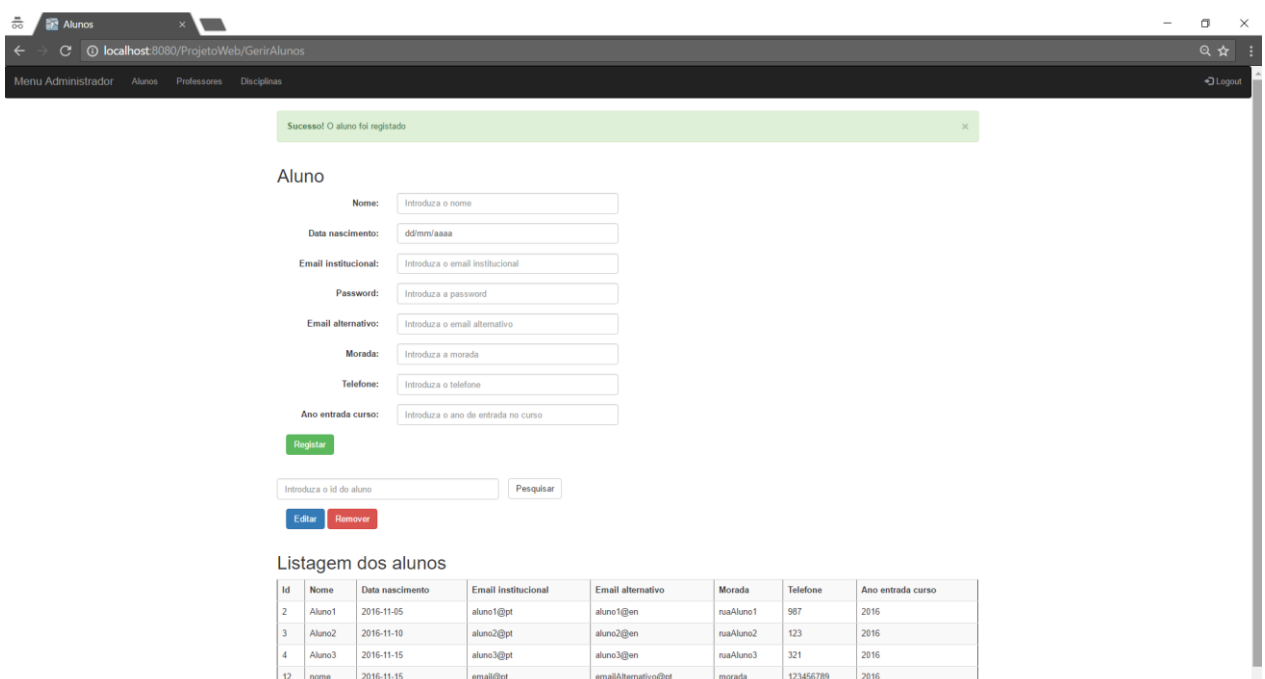 Alunos
localhost:8080/ProjetoWeb/GerirAlunos
Menu Administrador Alunos Professores Disciplinas Logout
Sucesso! O aluno foi registado ×
Aluno
Nome: Introduza o nome
Data nascimento: dd/mm/aaaa
Email institucional: Introduza o email institucional
Password: Introduza a password
Email alternativo: Introduza o email alternativo
Morada: Introduza a morada
Telefone: Introduza o telefone
Ano entrada curso: Introduza o ano de entrada no curso
Registar
Introduza o id do aluno Pesquisar
Editar Remover
Listagem dos alunos
Id Nome Data nascimento Email institucional Email alternativo Morada Telefone Ano entrada curso
2 Aluno1 2016-11-05 aluno1@pt aluno1@en ruaAluno1 987 2016
3 Aluno2 2016-11-10 aluno2@pt aluno2@en ruaAluno2 123 2016
4 Aluno3 2016-11-15 aluno3@pt aluno3@en ruaAluno3 321 2016
12 nome 2016-11-15 email@pt emailAlternativo@pt morada 123456789 2016